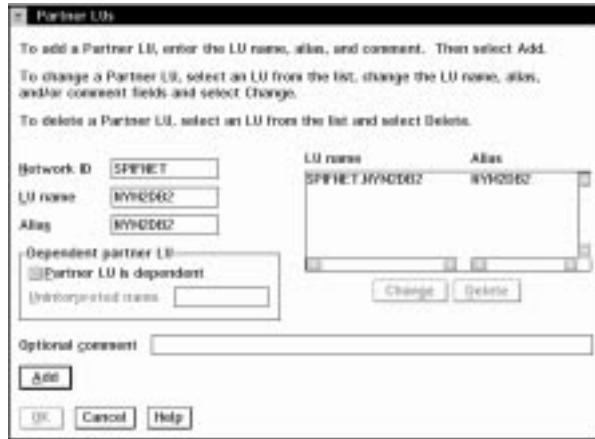 Partner LUs
To add a Partner LU, enter the LU name, alias, and comment. Then select Add.
To change a Partner LU, select an LU from the list, change the LU name, alias,
and/or comment fields and select Change.
To delete a Partner LU, select an LU from the list and select Delete.
Network ID SPIFNET
LU name NYM2DB2
Alias NYM2DB2
LU name Alias
SPIFNET.NYM2DB2 NYM2DB2
Dependent partner LU
Partner LU is dependent
Uninterpreted name
Change Delete
Optional comment
Add
OK Cancel Help